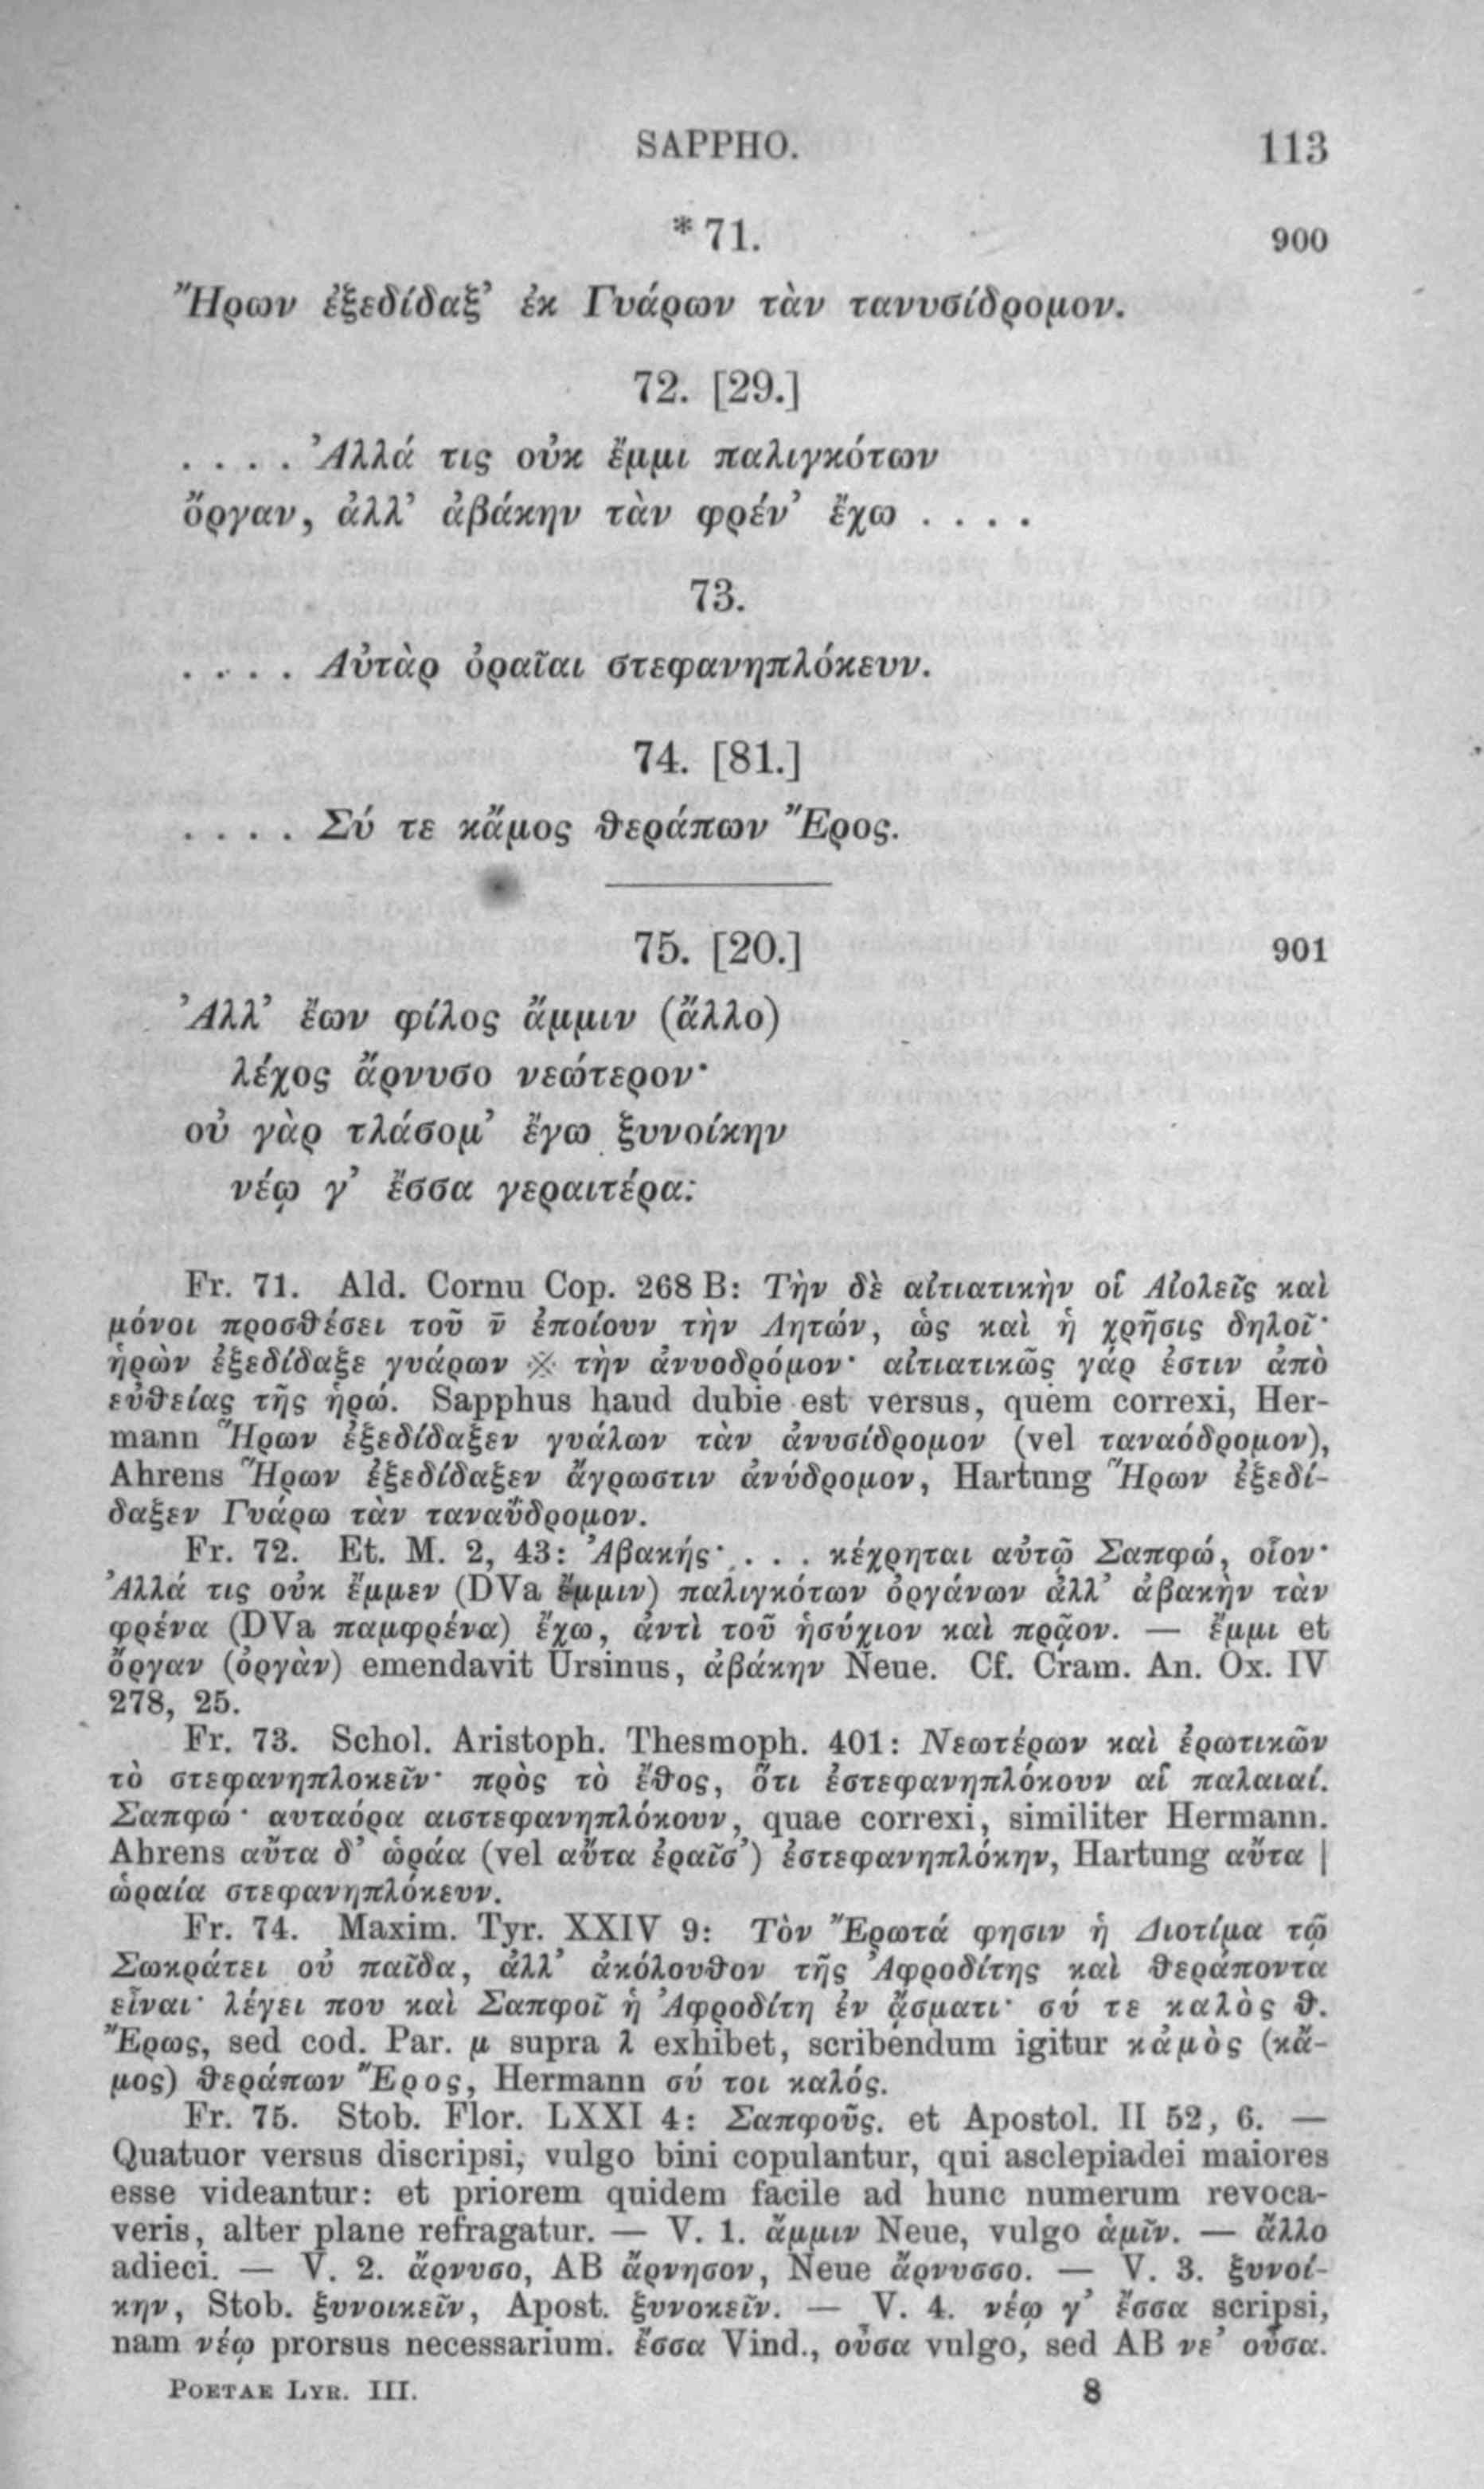 SAPPHO. 113
*71. 900
Ἤρων ἐξεδίδαξ’ ἐκ Γυάρων τὰν τανυσίδρομον.
72. [29.]
. . . . Ἀλλά τις οὐκ ἔμμι παλιγκότων
ὄργαν, ἀλλ’ ἀβάκην τὰν φρέν’ ἔχω . . . .
73.
. . . . Αὐτὰρ ὀραῖαι στεφανηπλόκευν.
74. [81.]
. . . . Σύ τε κἄμος θεράπων Ἔρος.
75. [20.] 901
Ἀλλ’ ἔων φίλος ἄμμιν (ἄλλο)
λέχος ἄρνυσο νεώτερον·
οὐ γὰρ τλάσομ’ ἔγω ξυνοίκην
νέῳ γ’ ἔσσα γεραιτέρα.
Fr. 71. Ald. Cornu Cop. 268 B: Τὴν δὲ αἰτιατικὴν οἱ Αἰολεῖς καὶ
μόνοι προσθέσει τοῦ ν̄ ἐποίουν τὴν Λητών, ὡς καὶ ἡ χρῆσις δηλοῖ·
ἡρὼν ἐξεδίδαξε γυάρων ※ τὴν ἀννοδρόμον· αἰτιατικῶς γάρ ἐστιν ἀπὸ
εὐθείας τῆς ἡρώ. Sapphus haud dubie est versus, quem correxi, Her-
mann Ἤρων ἐξεδίδαξεν γυάλων τὰν ἀνυσίδρομον (vel ταναόδρομον),
Ahrens Ἤρων ἐξεδίδαξεν ἄγρωστιν ἀνύδρομον, Hartung Ἤρων ἐξεδί-
δαξεν Γυάρω τὰν ταναΰδρομον.
Fr. 72. Et. M. 2, 43: Ἀβακής· . . . κέχρηται αὐτῷ Σαπφώ, οἷον·
Ἀλλά τις οὐκ ἔμμεν (DVa ἔμμιν) παλιγκότων ὀργάνων ἀλλ’ ἀβακὴν τὰν
φρένα (DVa παμφρένα) ἔχω, ἀντὶ τοῦ ἡσύχιον καὶ πρᾷον. — ἔμμι et
ὄργαν (ὀργὰν) emendavit Ursinus, ἀβάκην Neue. Cf. Cram. An. Ox. IV
278, 25.
Fr. 73. Schol. Aristoph. Thesmoph. 401: Νεωτέρων καὶ ἐρωτικῶν
τὸ στεφανηπλοκεῖν· πρὸς τὸ ἔθος, ὅτι ἐστεφανηπλόκουν αἱ παλαιαί.
Σαπφώ· αυταόρα αιστεφανηπλόκουν, quae correxi, similiter Hermann.
Ahrens αὔτα δ’ ὠράα (vel αὔτα ἐραῖσ’) ἐστεφανηπλόκην, Hartung αὔτα |
ὡραία στεφανηπλόκευν.
Fr. 74. Maxim. Tyr. XXIV 9: Τὸν Ἔρωτά φησιν ἡ Διοτίμα τῷ
Σωκράτει οὐ παῖδα, ἀλλ’ ἀκόλουθον τῆς Ἀφροδίτης καὶ θεράποντα
εἶναι· λέγει που καὶ Σαπφοῖ ἡ Ἀφροδίτη ἐν ᾄσματι· σύ τε καλὸς θ.
Ἔρως, sed cod. Par. μ supra λ exhibet, scribendum igitur κἀμὸς (κἄ-
μος) θεράπων Ἔρος, Hermann σύ τοι καλός.
Fr. 75. Stob. Flor. LXXI 4: Σαπφοῦς. et Apostol. II 52, 6. —
Quatuor versus discripsi, vulgo bini copulantur, qui asclepiadei maiores
esse videantur: et priorem quidem facile ad hunc numerum revoca-
veris, alter plane refragatur. — V. 1. ἄμμιν Neue, vulgo ἁμῖν. — ἄλλο
adieci. — V. 2. ἄρνυσο, AB ἄρνησον, Neue ἄρνυσσο. — V. 3. ξυνοί-
κην, Stob. ξυνοικεῖν, Apost. ξυνοκεῖν. — V. 4. νέῳ γ’ ἔσσα scripsi,
nam νέῳ prorsus necessarium. ἔσσα Vind., οὖσα vulgo, sed AB νε’ οὖσα.
POETAE LYR. III. 8